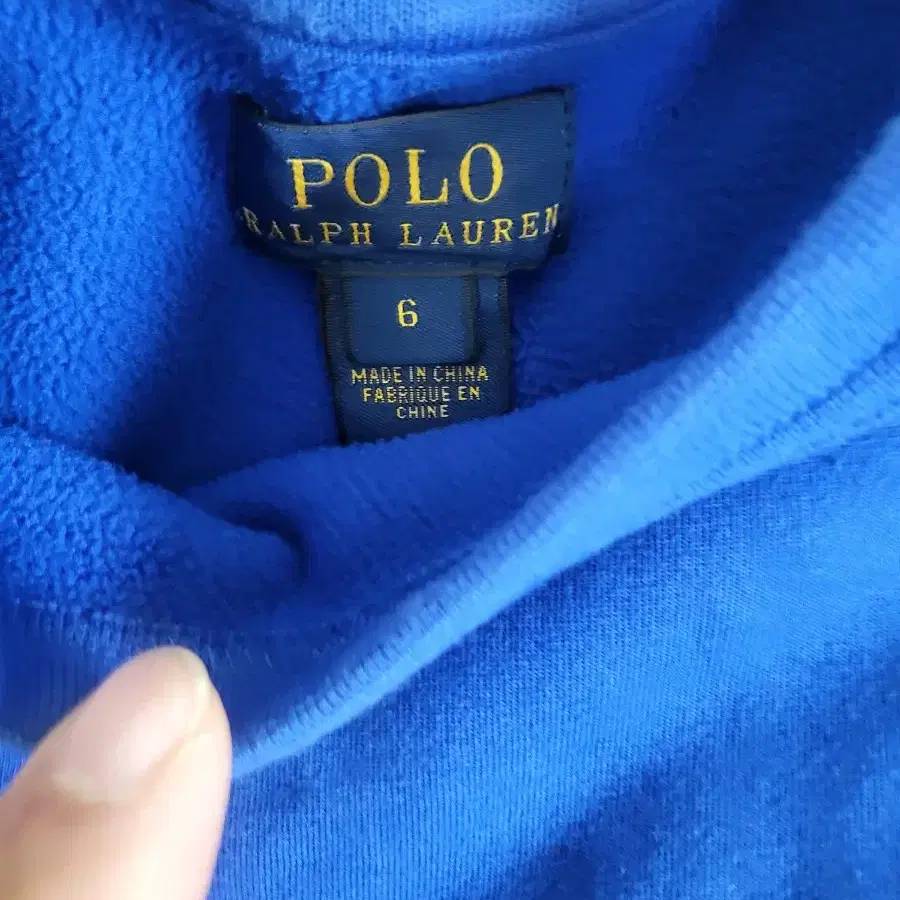 POLO
RALPH LAUREN
6
MADE IN CHINA
FABRIQUE EN
CHINE